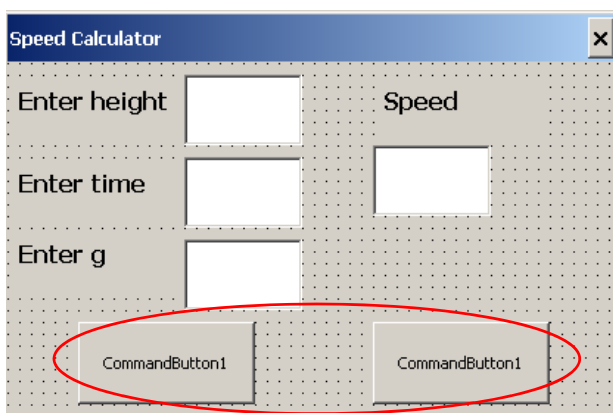 Speed Calculator
Enter height
Speed
Enter time
Enter g
CommandButton1
CommandButton1